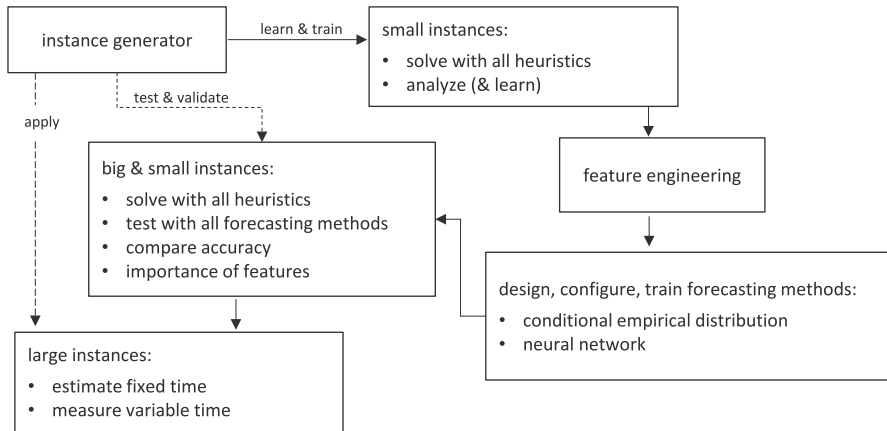 instance generator
learn & train
small instances:
• solve with all heuristics
• analyze (& learn)
test & validate
apply
feature engineering
big & small instances:
• solve with all heuristics
• test with all forecasting methods
• compare accuracy
• importance of features
design, configure, train forecasting methods:
• conditional empirical distribution
• neural network
large instances:
• estimate fixed time
• measure variable time